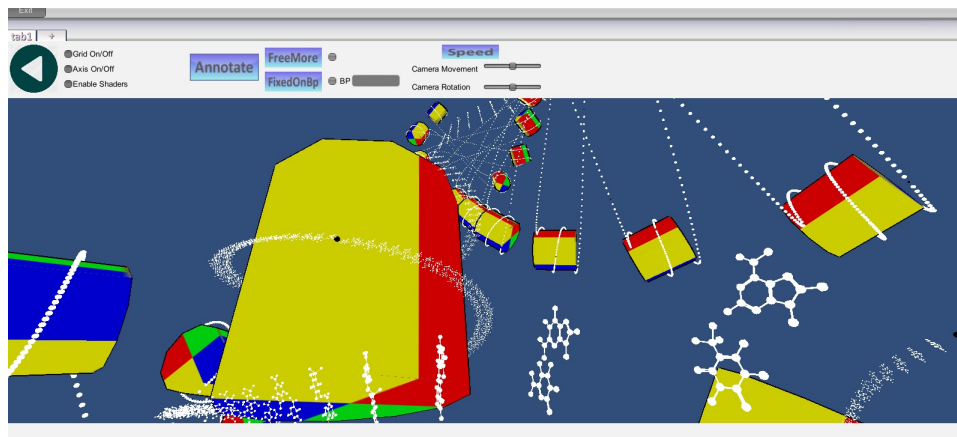 Exit
tab1 +
Grid On/Off
Axis On/Off
Enable Shaders
Annotate
FreeMore
FixedOnBp
BP
Speed
Camera Movement
Camera Rotation